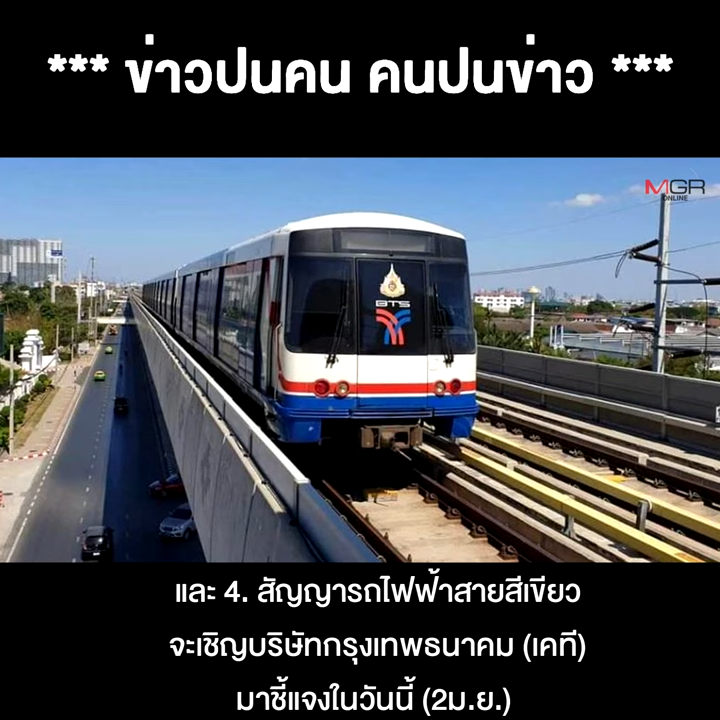 *** ข่าวปนคน คนปนข่าว ***
MGR
ONLINE
BTS
และ 4. สัญญารถไฟฟ้าสายสีเขียว
จะเชิญบริษัทกรุงเทพธนาคม (เคที)
มาชี้แจงในวันนี้ (2ม.ย.)